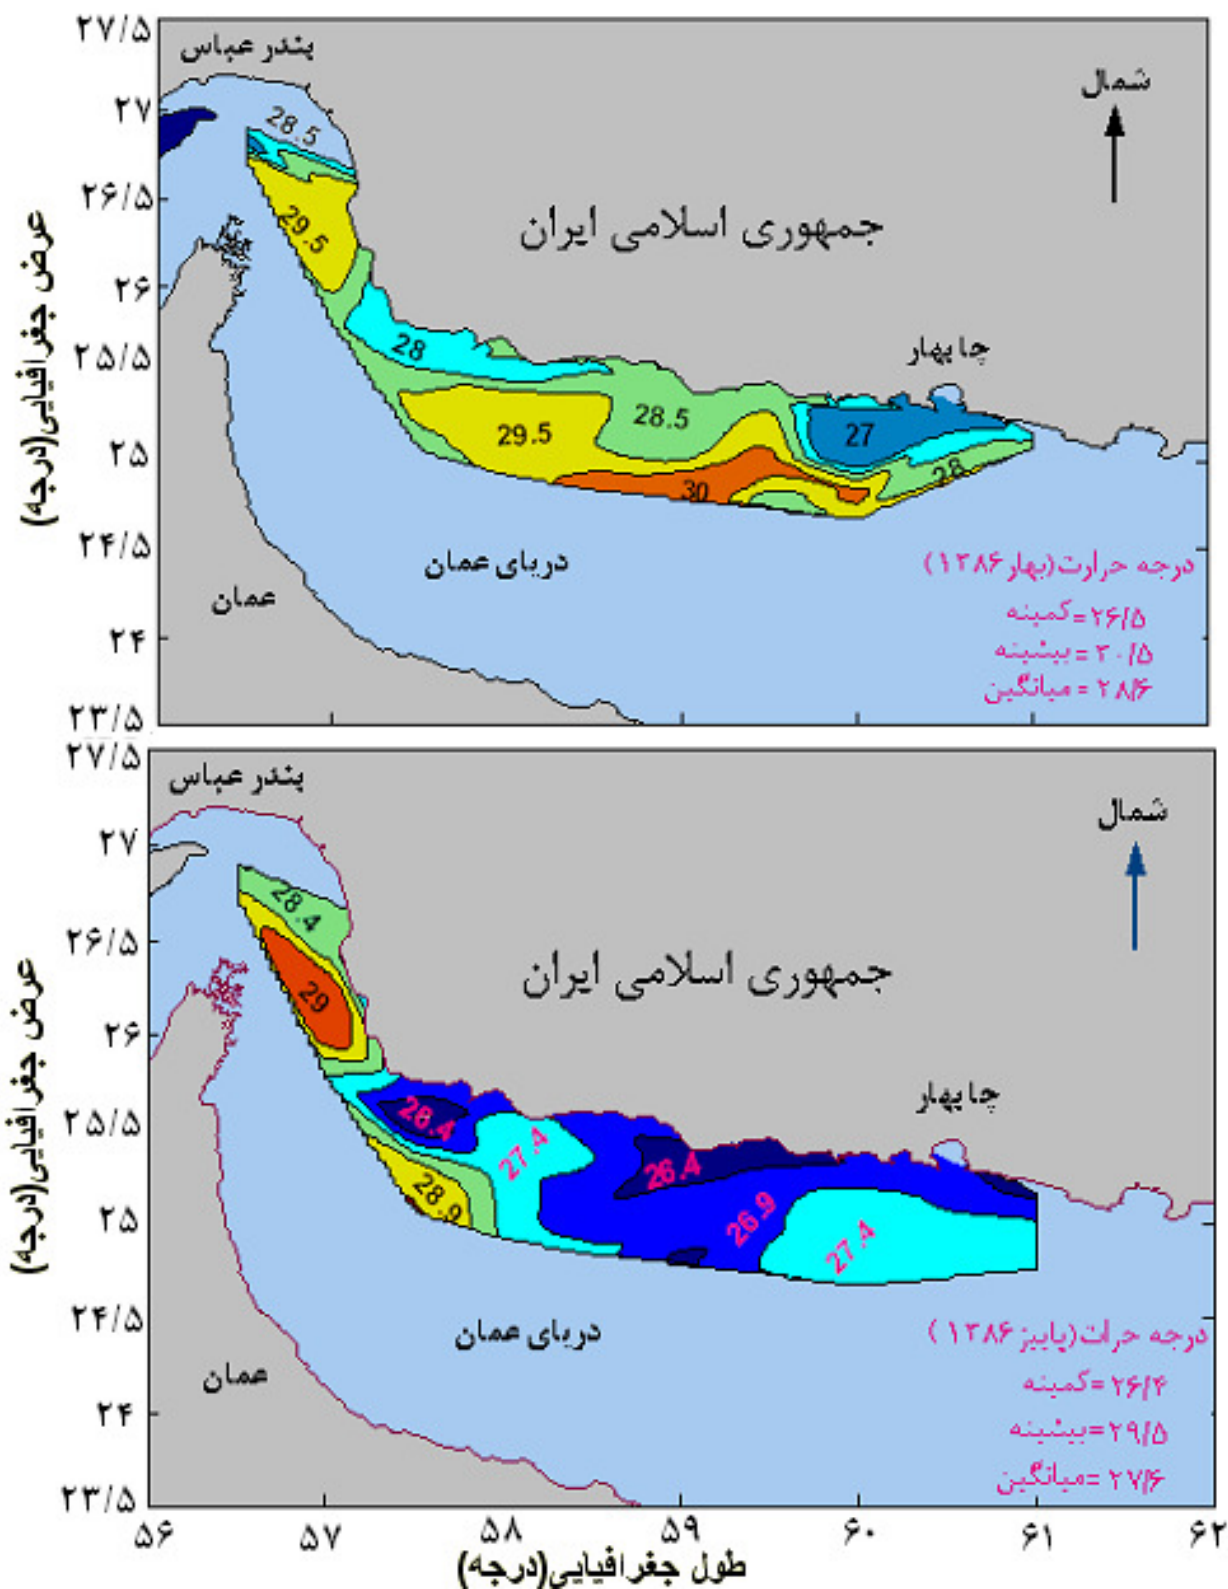 ۲۷/۵
بندر عباس
شمال
۲۷
28.5
۲۶/۵
29.5
جمهوری اسلامی ایران
عرض جغرافیایی(درجه)
۲۶
۲۵/۵
28
چابهار
28.5
29.5
27
۲۵
28
30
۲۴/۵
دریای عمان
درجه حرارت(بهار۱۳۸۶)
عمان
۲۶/۵=کمینه
۲۴
۳۰/۵=بیشینه
۲۸/۶=میانگین
۲۳/۵
۲۷/۵
بندر عباس
شمال
۲۷
28.4
۲۶/۵
جمهوری اسلامی ایران
29
عرض جغرافیایی(درجه)
۲۶
چابهار
۲۵/۵
26.4
27.4
26.4
28.9
26.9
۲۵
27.4
۲۴/۵
دریای عمان
درجه حرات(پاییز۱۳۸۶)
عمان
۲۶/۴=کمینه
۲۴
۲۹/۵=بیشینه
۲۷/۶=میانگین
۲۳/۵
۵۶ ۵۷ ۵۸ ۵۹ ۶۰ ۶۱ ۶۲
طول جغرافیایی(درجه)